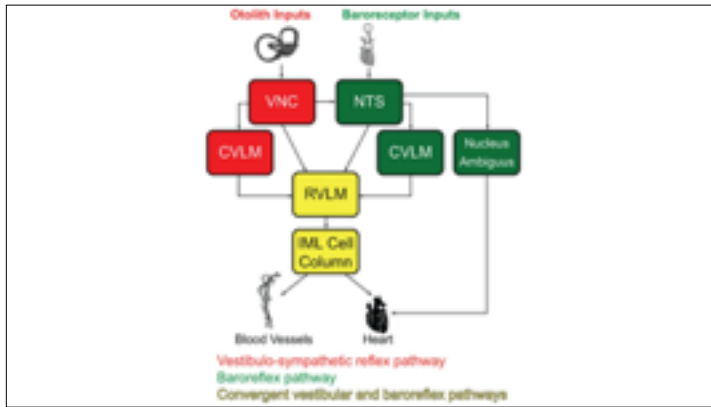 Otolith Inputs
Baroreceptor Inputs
VNC
NTS
CVLM
CVLM
Nucleus
Ambiguus
RVLM
IML Cell
Column
Blood Vessels
Heart
Vestibulo-sympathetic reflex pathway
Baroreflex pathway
Convergent vestibular and baroreflex pathways